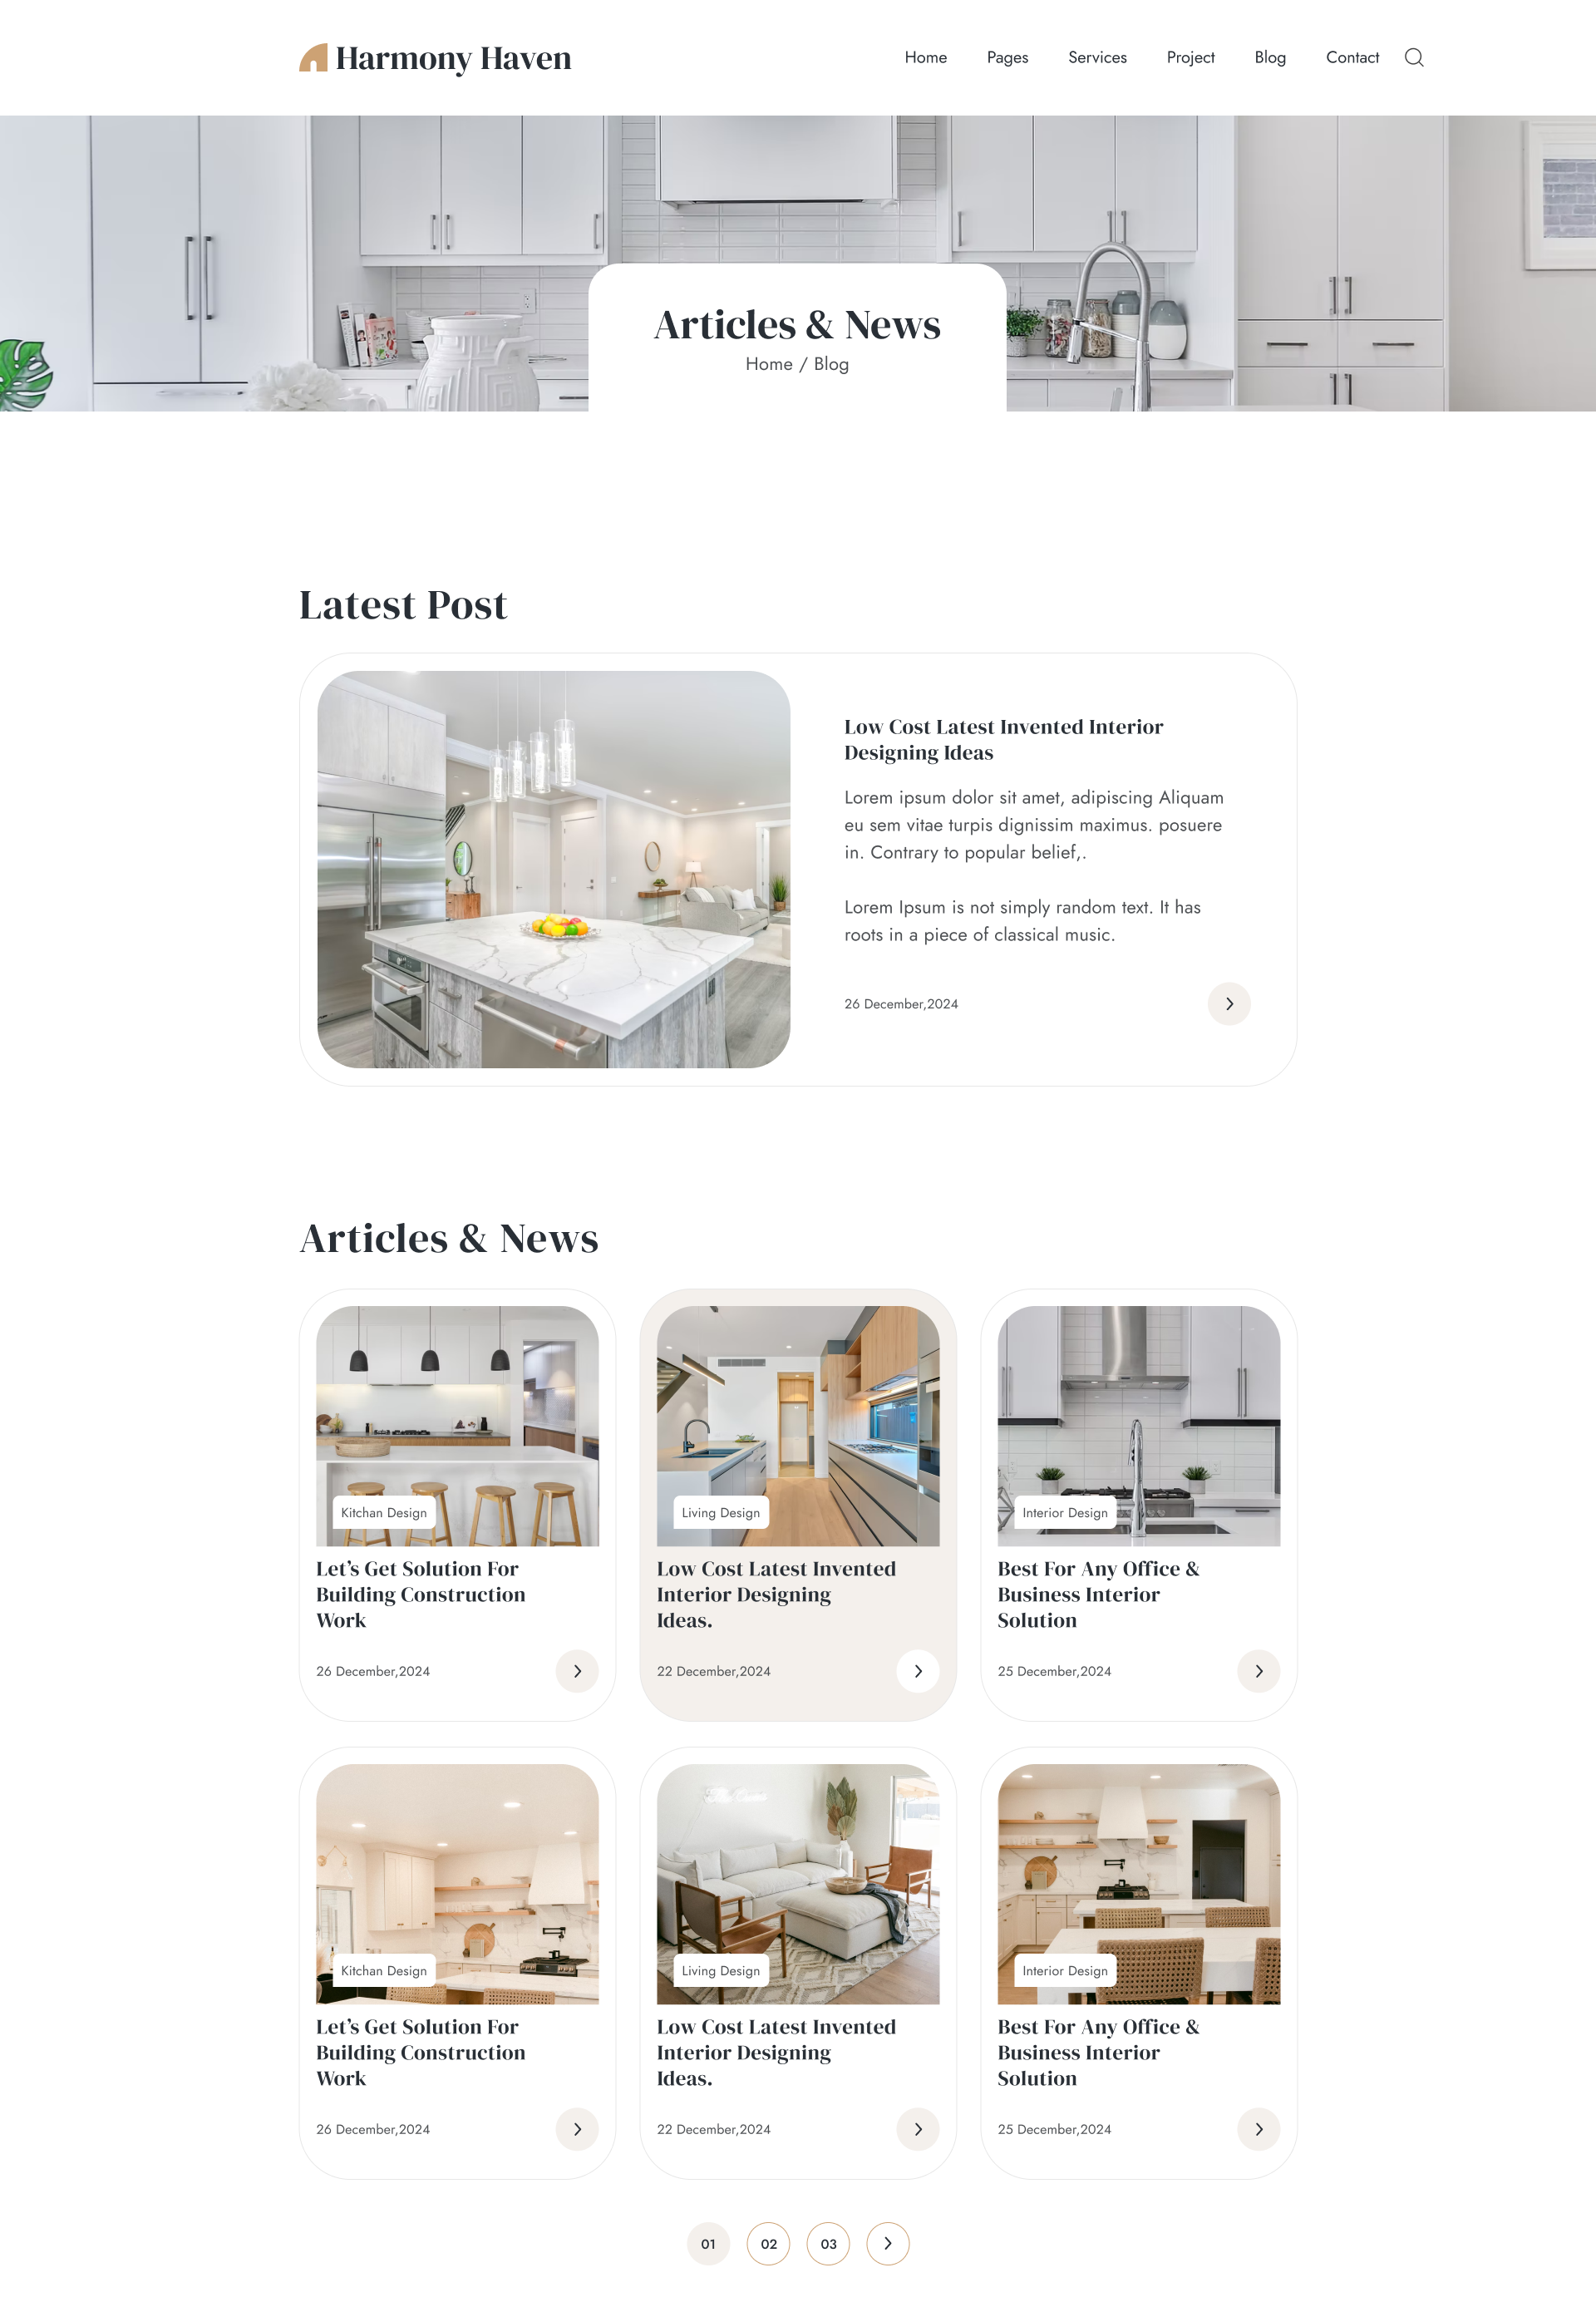 Harmony Haven
Home Pages Services Project Blog Contact
Articles & News
Home / Blog
Latest Post
Low Cost Latest Invented Interior
Designing Ideas
Lorem ipsum dolor sit amet, adipiscing Aliquam
eu sem vitae turpis dignissim maximus. posuere
in. Contrary to popular belief,.
Lorem Ipsum is not simply random text. It has
roots in a piece of classical music.
26 December,2024
Articles & News
Kitchan Design
Let’s Get Solution For
Building Construction
Work
26 December,2024
Living Design
Low Cost Latest Invented
Interior Designing
Ideas.
22 December,2024
Interior Design
Best For Any Office &
Business Interior
Solution
25 December,2024
Kitchan Design
Let’s Get Solution For
Building Construction
Work
26 December,2024
Living Design
Low Cost Latest Invented
Interior Designing
Ideas.
22 December,2024
Interior Design
Best For Any Office &
Business Interior
Solution
25 December,2024
01 02 03